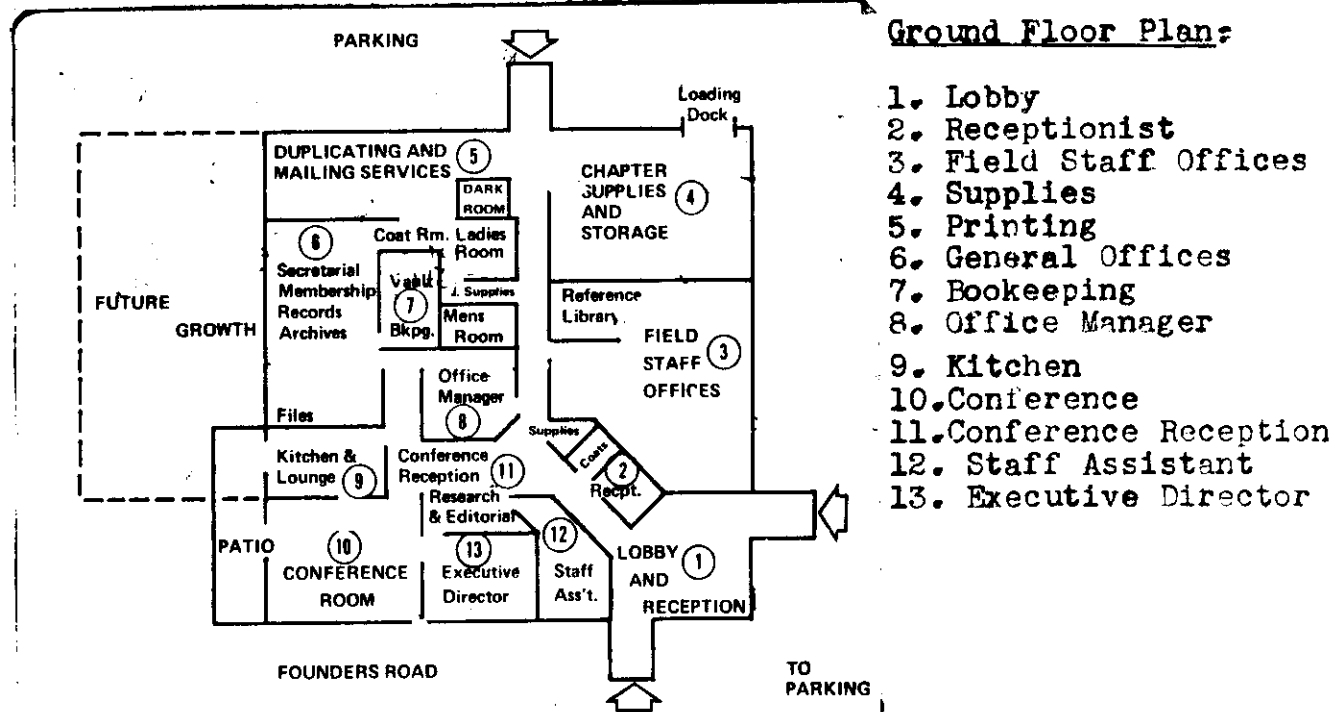 PARKING
Loading
Dock
DUPLICATING AND
MAILING SERVICES
5
DARK
ROOM
CHAPTER
SUPPLIES
AND
STORAGE
4
6
Secretarial
Membership
Records
Archives
Files
Coat Rm.
Ladies
Room
Vault
7
Bkpg.
J. Supplies
Mens
Room
FUTURE
GROWTH
Reference
Library
FIELD
STAFF
OFFICES
3
Office
Manager
8
Supplies
Coats
2
Recpt.
Kitchen &
Lounge
9
Conference
Reception
11
Research
& Editorial
PATIO
10
CONFERENCE
ROOM
13
Executive
Director
12
Staff
Ass't.
LOBBY
AND
RECEPTION
1
FOUNDERS ROAD
TO
PARKING
Ground Floor Plan:
1. Lobby
2. Receptionist
3. Field Staff Offices
4. Supplies
5. Printing
6. General Offices
7. Bookeeping
8. Office Manager
9. Kitchen
10.Conference
11.Conference Reception
12. Staff Assistant
13. Executive Director